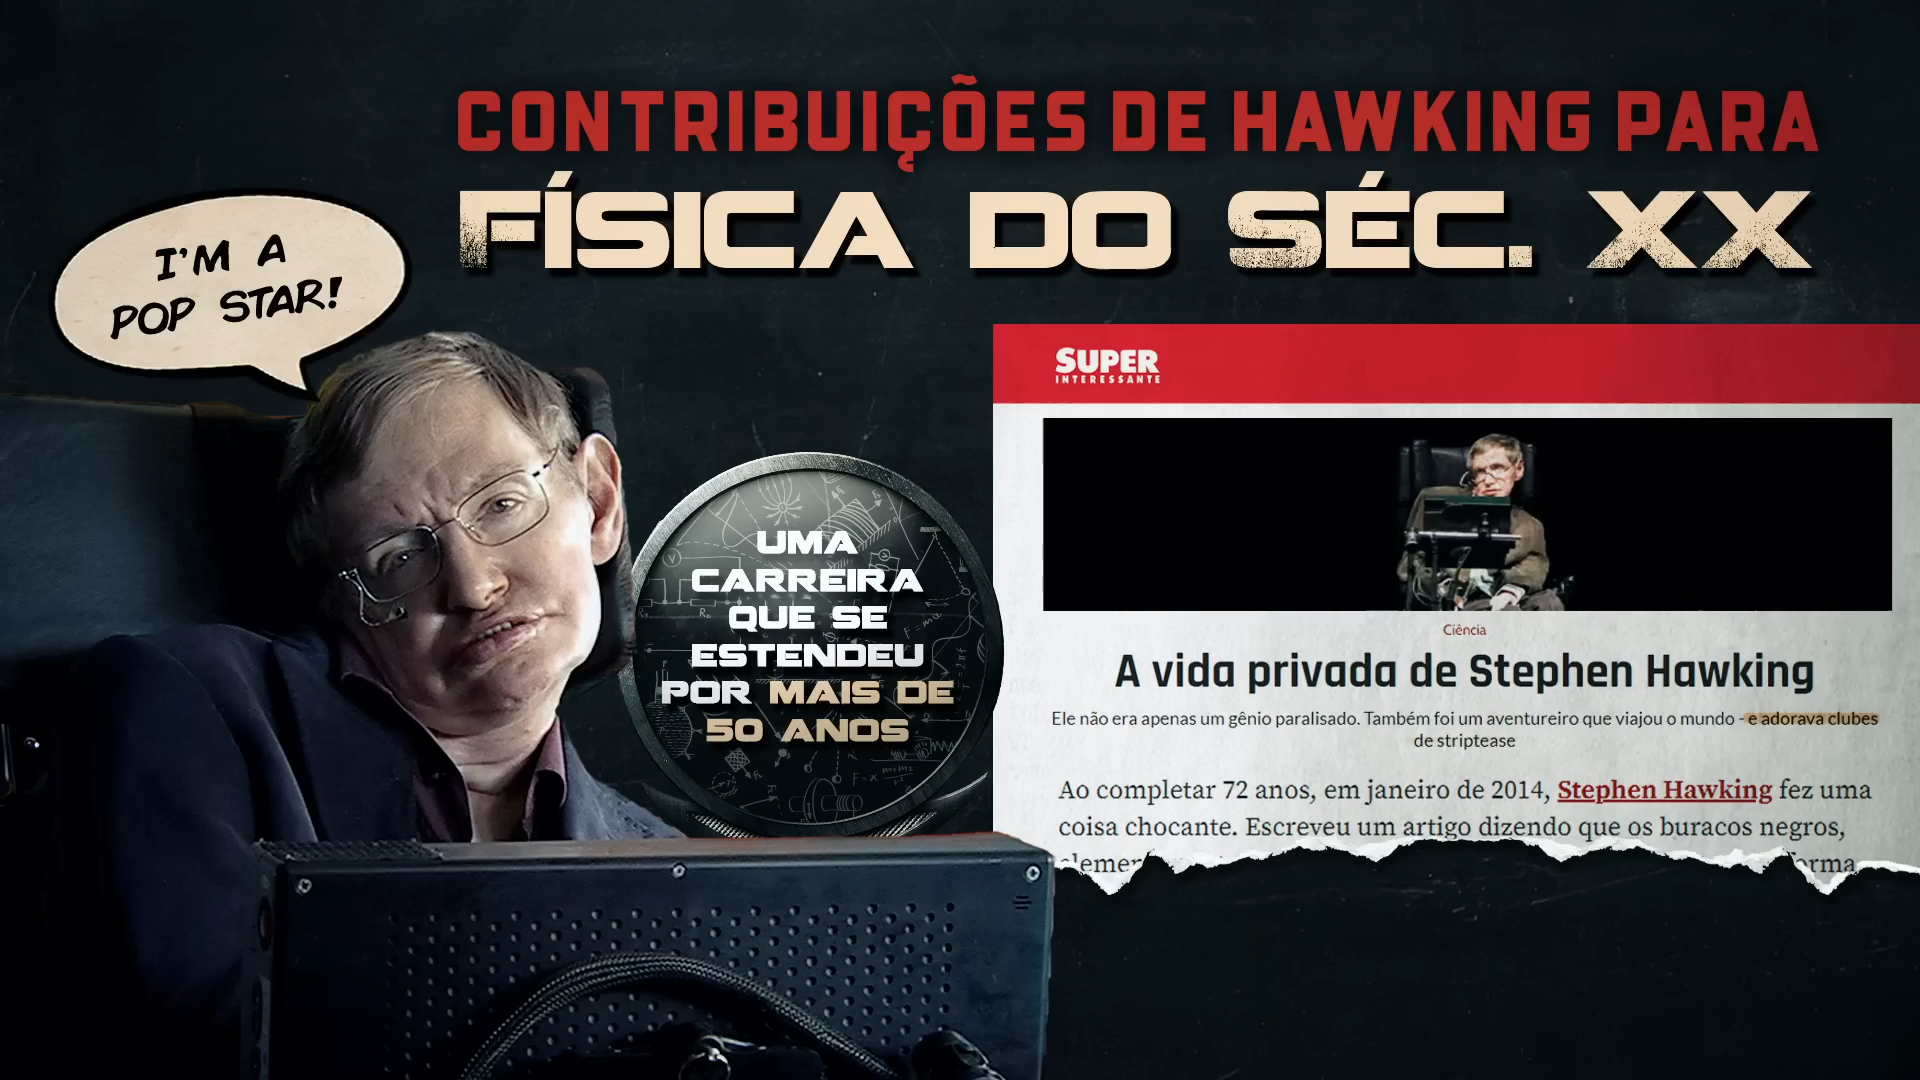 CONTRIBUIÇÕES DE HAWKING PARA
FÍSICA DO SÉC. XX
I'M A
POP STAR!
UMA
CARREIRA
QUE SE
ESTENDEU
POR MAIS DE
50 ANOS
SUPER
INTERESSANTE
Ciência
A vida privada de Stephen Hawking
Ele não era apenas um gênio paralisado. Também foi um aventureiro que viajou o mundo - e adorava clubes
de striptease
Ao completar 72 anos, em janeiro de 2014, Stephen Hawking fez uma
coisa chocante. Escreveu um artigo dizendo que os buracos negros,